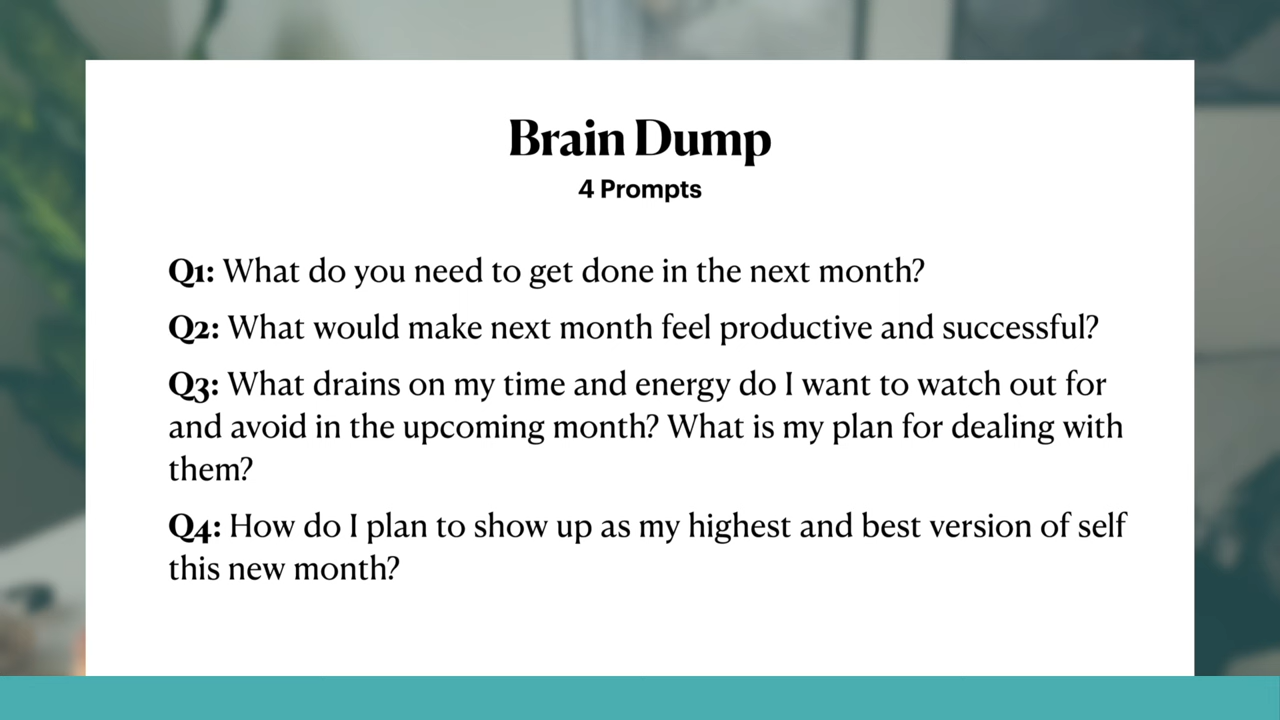 Brain Dump
4 Prompts
Q1: What do you need to get done in the next month?
Q2: What would make next month feel productive and successful?
Q3: What drains on my time and energy do I want to watch out for
and avoid in the upcoming month? What is my plan for dealing with
them?
Q4: How do I plan to show up as my highest and best version of self
this new month?